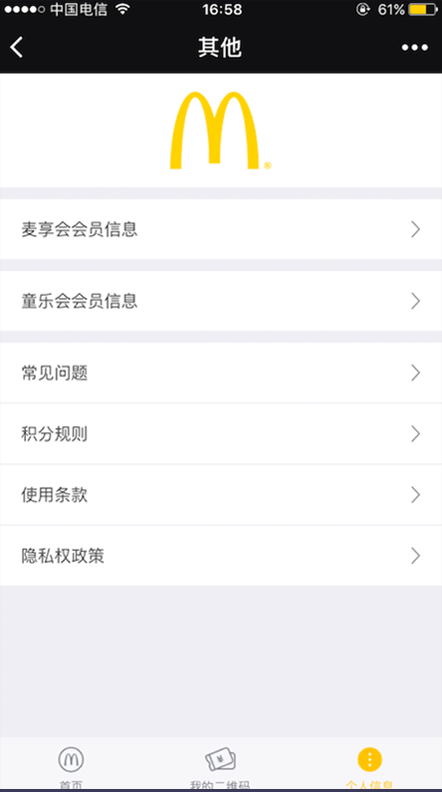 中国电信 16:58 61%
其他
®
麦享会会员信息
童乐会会员信息
常见问题
积分规则
使用条款
隐私权政策
首页 我的二维码 个人信息